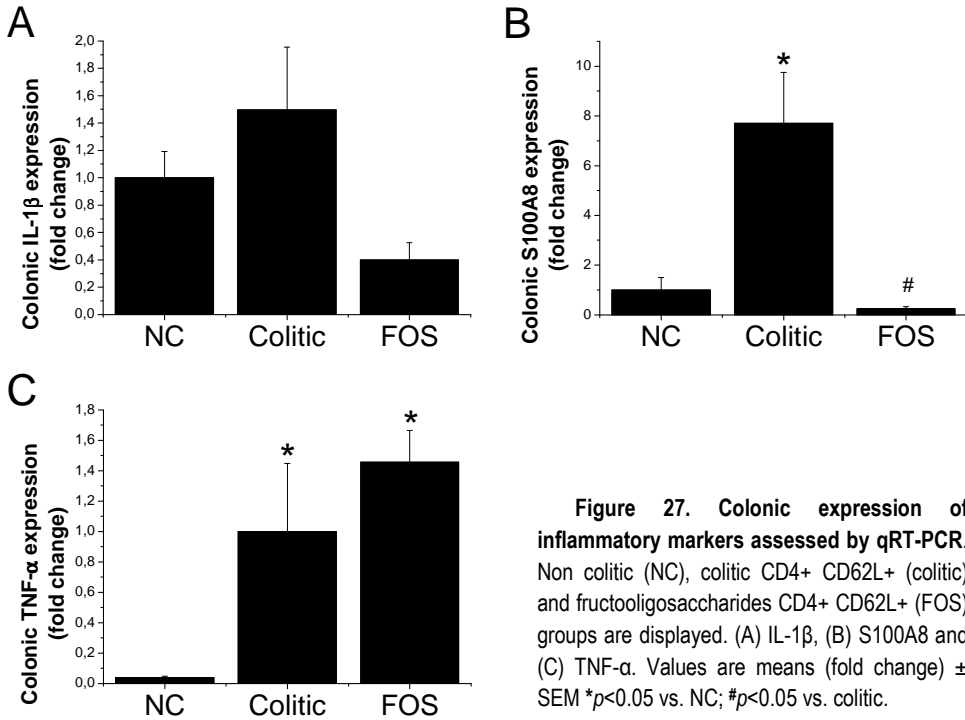 A
Colonic IL-1β expression
(fold change)
2,0
1,8
1,6
1,4
1,2
1,0
0,8
0,6
0,4
0,2
0,0
NC Colitic FOS
B
Colonic S100A8 expression
(fold change)
10
8
6
4
2
0
*
#
NC Colitic FOS
C
Colonic TNF-α expression
(fold change)
1,8
1,6
1,4
1,2
1,0
0,8
0,6
0,4
0,2
0,0
*
*
NC Colitic FOS
Figure 27. Colonic expression of
inflammatory markers assessed by qRT-PCR.
Non colitic (NC), colitic CD4+ CD62L+ (colitic)
and fructooligosaccharides CD4+ CD62L+ (FOS)
groups are displayed. (A) IL-1β, (B) S100A8 and
(C) TNF-α. Values are means (fold change) ±
SEM *p<0.05 vs. NC; #p<0.05 vs. colitic.